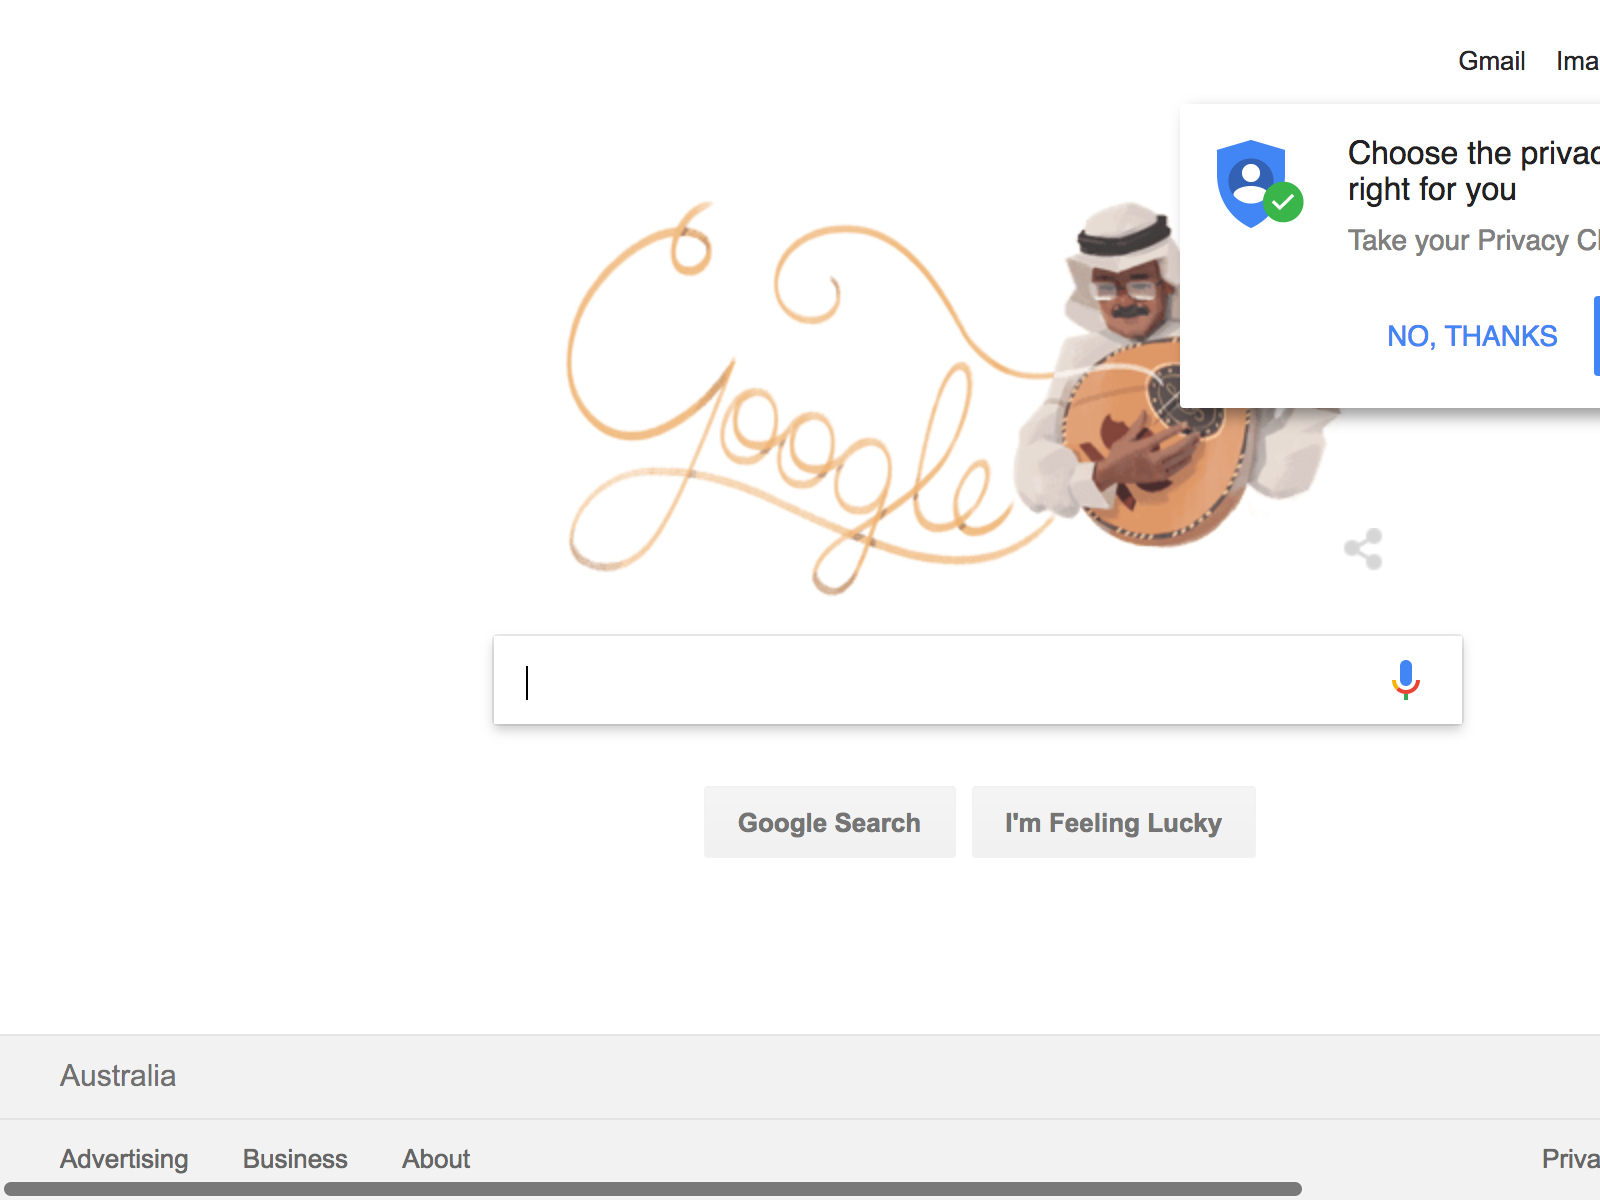 Gmail Ima
Choose the privac
right for you
Take your Privacy Cl
NO, THANKS
Google
Google Search
I'm Feeling Lucky
Australia
Advertising Business About Priva